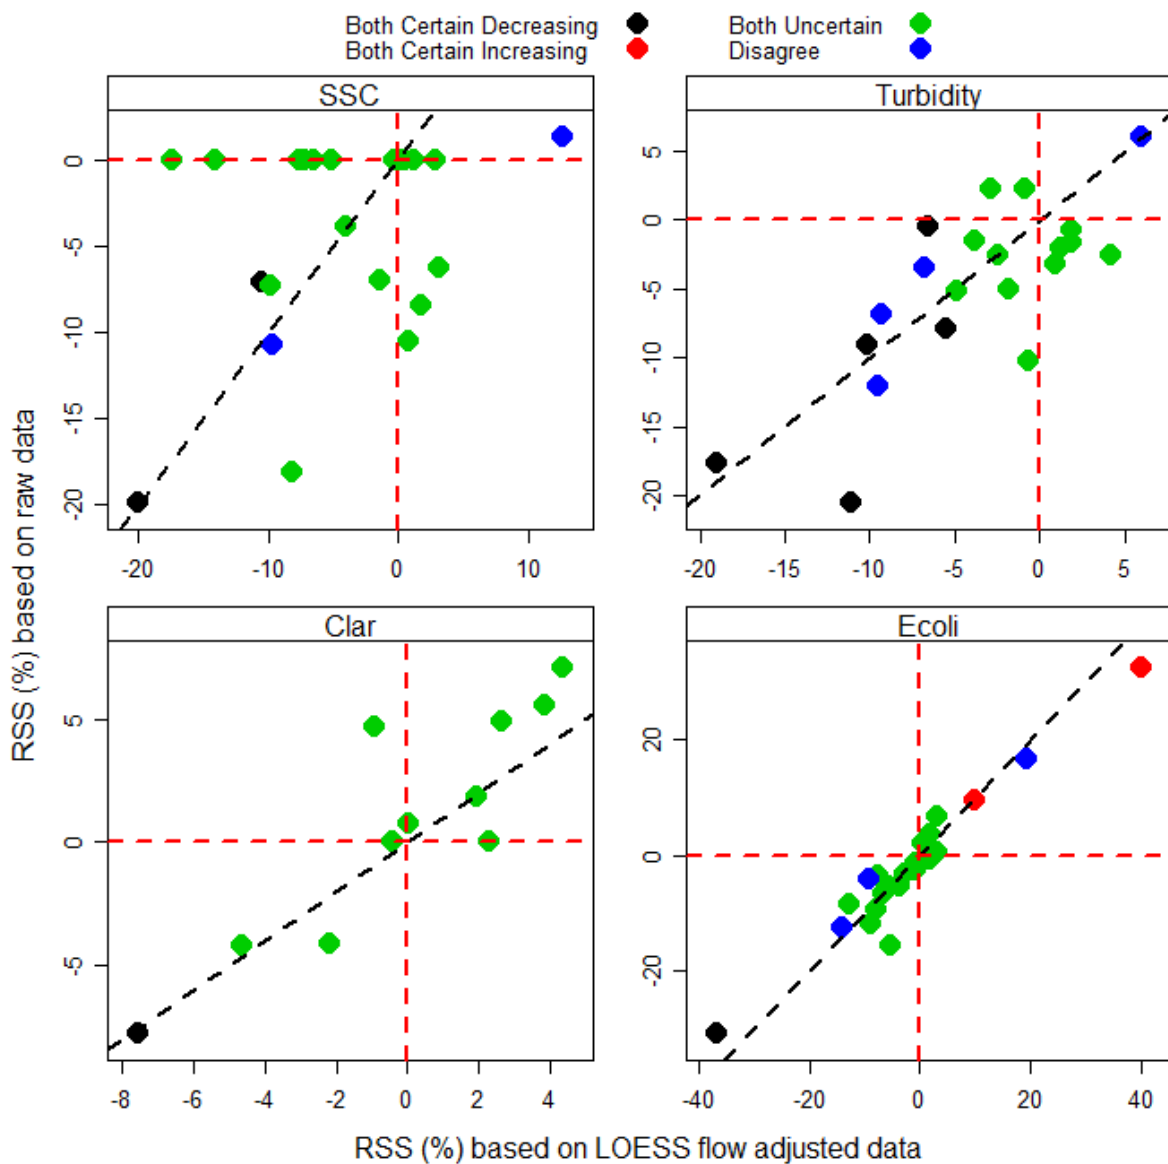 Both Certain Decreasing Both Uncertain
Both Certain Increasing Disagree
SSC Turbidity
0 5
-5 0
-10 -5
-15 -10
-20 -15
-20
-20 -10 0 10 -20 -15 -10 -5 0 5
Clar Ecoli
5 20
0 0
-5 -20
-8 -6 -4 -2 0 2 4 -40 -20 0 20 40
RSS (%) based on raw data
RSS (%) based on LOESS flow adjusted data